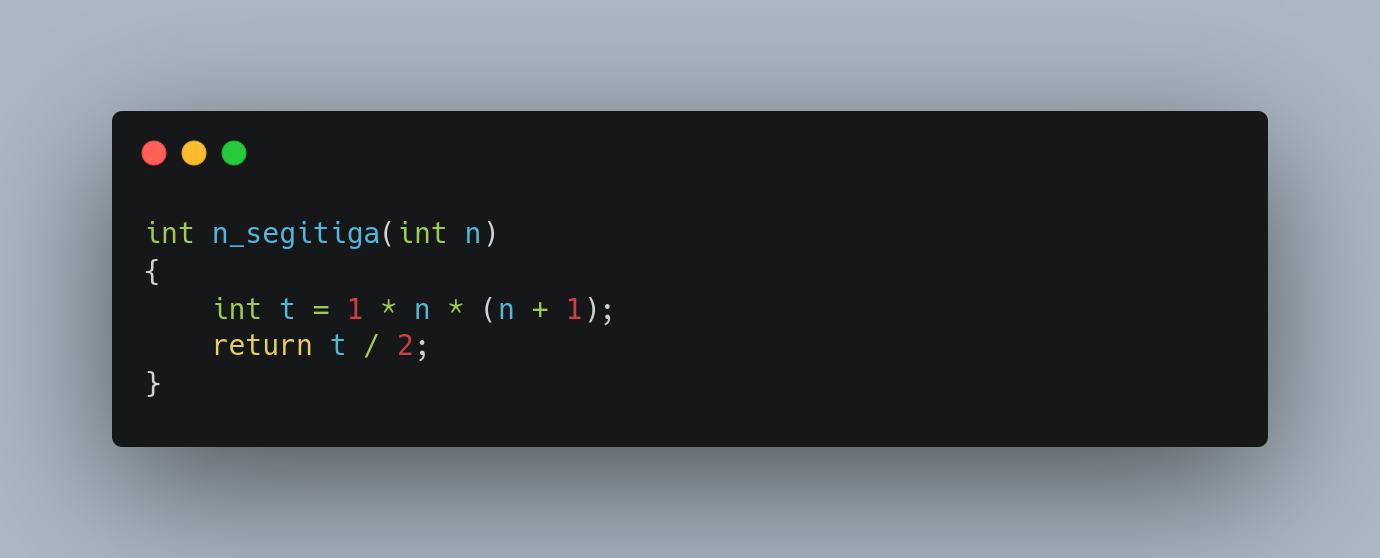 int n_segitiga(int n)
{
    int t = 1 * n * (n + 1);
    return t / 2;
}